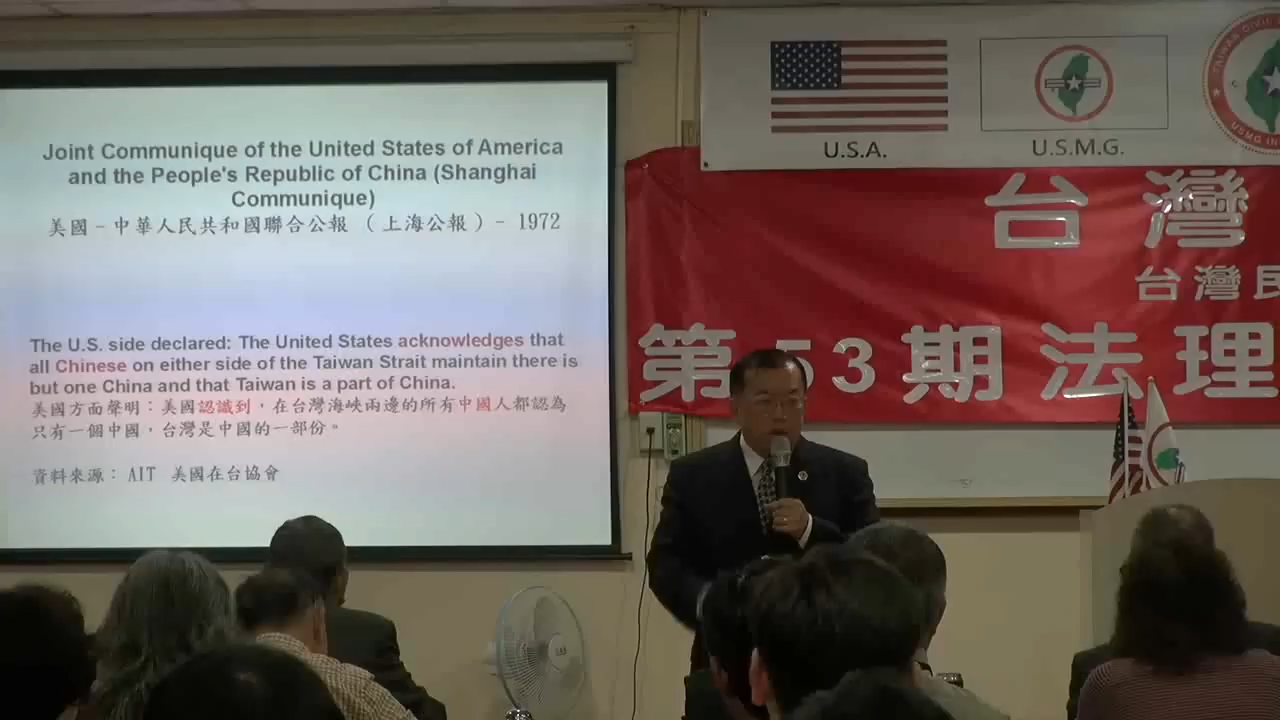 Joint Communique of the United States of America
and the People's Republic of China (Shanghai
Communique)
美國－中華人民共和國聯合公報（上海公報）－ 1972
The U.S. side declared: The United States acknowledges that
all Chinese on either side of the Taiwan Strait maintain there is
but one China and that Taiwan is a part of China.
美國方面聲明：美國認識到，在台灣海峽兩邊的所有中國人都認為
只有一個中國，台灣是中國的一部份。
資料來源： AIT 美國在台協會
U.S.A.
U.S.M.G.
TAIWAN CIVIL
USMG IN
台灣
台灣民
第53期法理